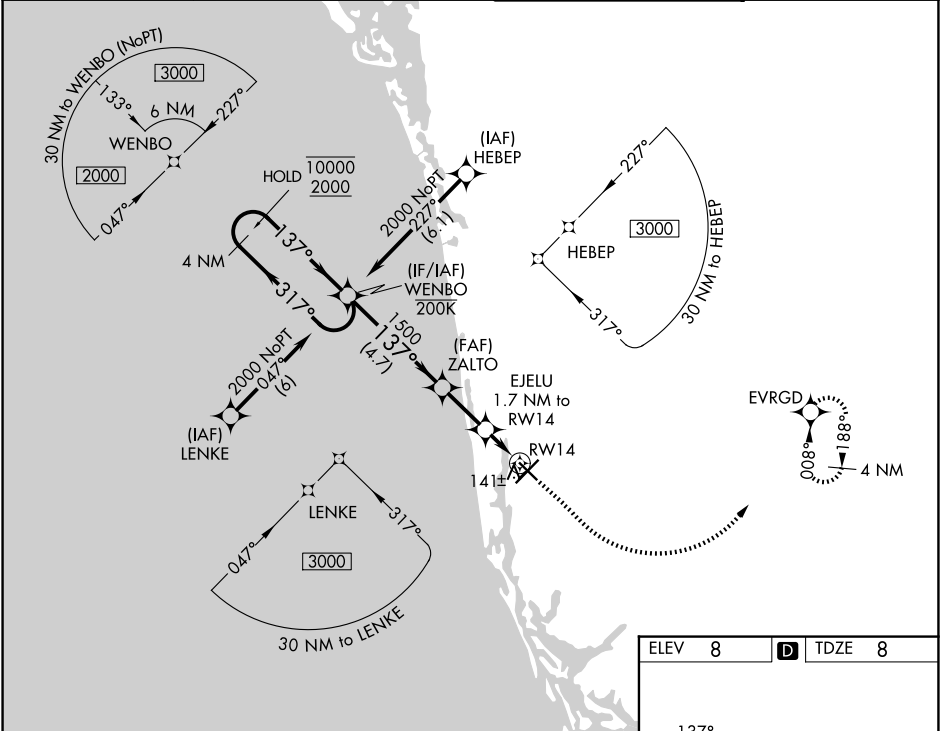 30 NM to WENBO (NoPT)
3000
133°
6 NM
227°
WENBO
2000
047°
HOLD
10000
2000
4 NM
137°
317°
(IAF)
HEBEP
2000 NoPT
227°
(6.1)
(IF/IAF)
WENBO
200K
1500
137°
(4.7)
(FAF)
ZALTO
EJELU
1.7 NM to
RW14
RW14
141±
2000 NoPT
047°
(6)
(IAF)
LENKE
227°
3000
HEBEP
317°
30 NM to HEBEP
EVRGD
008°
188°
4 NM
LENKE
047°
317°
3000
30 NM to LENKE
ELEV 8 D TDZE 8